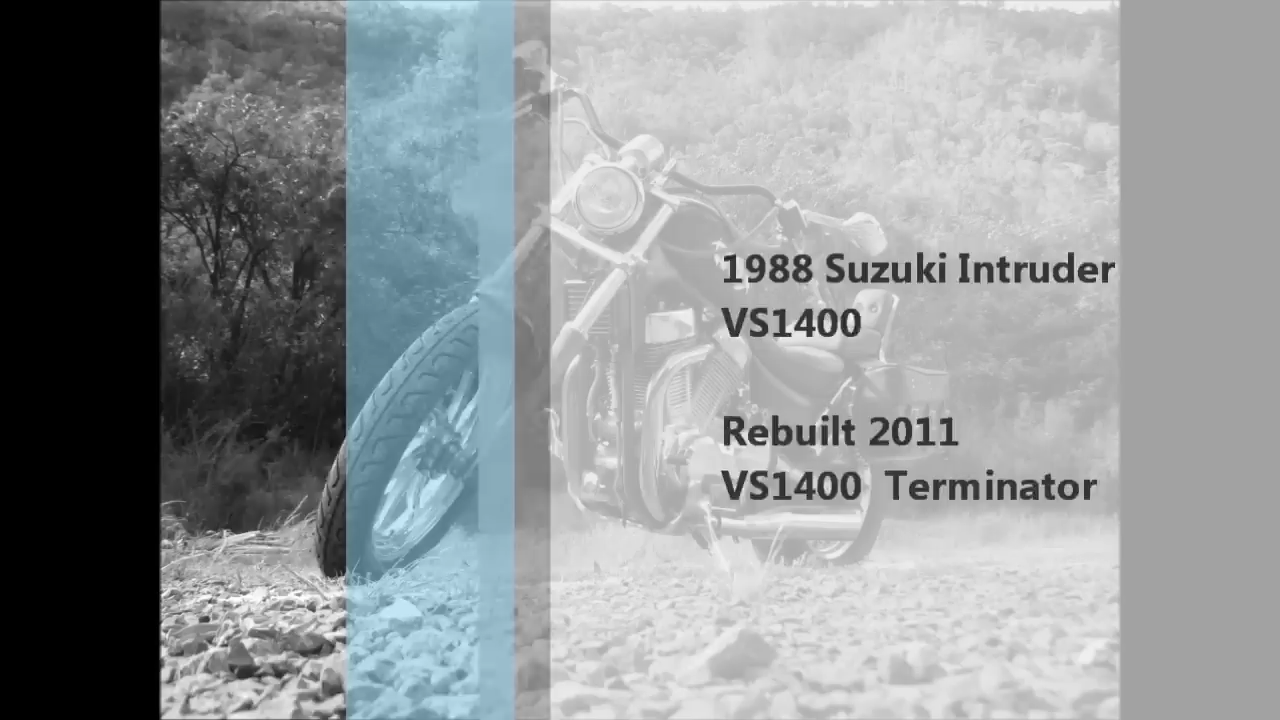 1988 Suzuki Intruder
VS1400
Rebuilt 2011
VS1400 Terminator